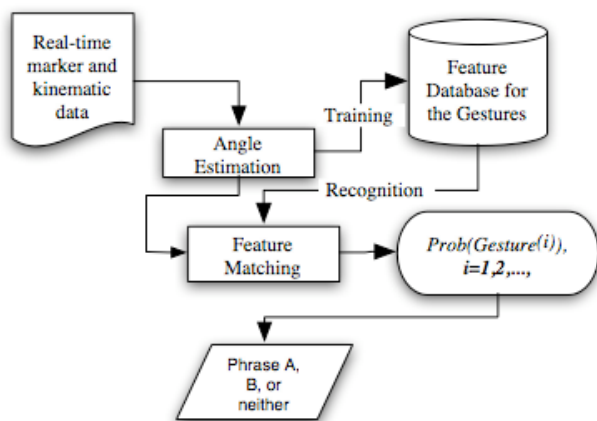 Real-time
marker and
kinematic
data
Feature
Database for
the Gestures
Training
Angle
Estimation
Recognition
Feature
Matching
Prob(Gesture(i)),
i=1,2,...,
Phrase A,
B, or
neither